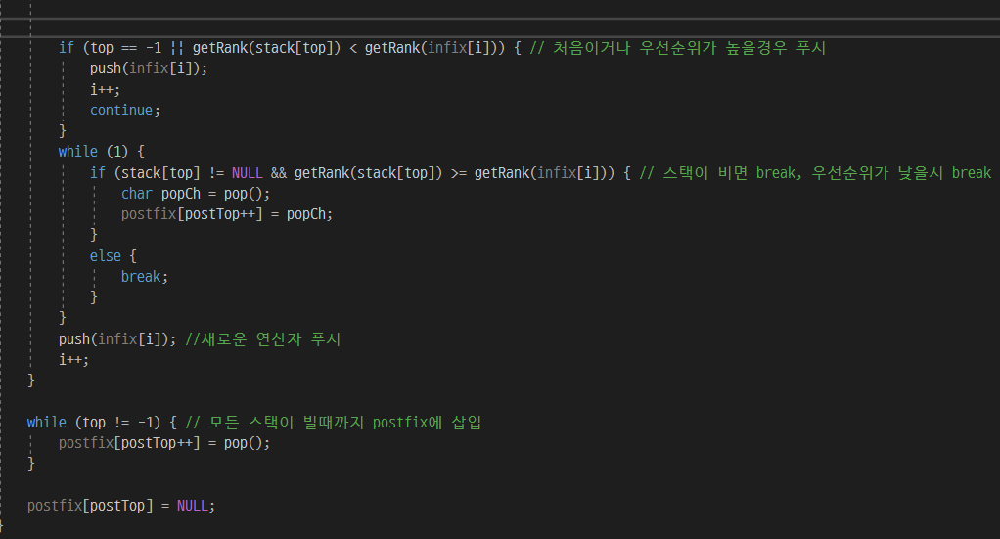 if (top == -1 || getRank(stack[top]) < getRank(infix[i])) { // 처음이거나 우선순위가 높을경우 푸시
push(infix[i]);
i++;
continue;
}
while (1) {
if (stack[top] != NULL && getRank(stack[top]) >= getRank(infix[i])) { // 스택이 비면 break, 우선순위가 낮을시 break
char popCh = pop();
postfix[postTop++] = popCh;
}
else {
break;
}
}
push(infix[i]); //새로운 연산자 푸시
i++;
}
while (top != -1) { // 모든 스택이 빌때까지 postfix에 삽입
postfix[postTop++] = pop();
}
postfix[postTop] = NULL;
}